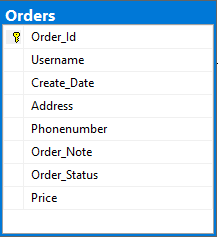 Orders
Order_Id
Username
Create_Date
Address
Phonenumber
Order_Note
Order_Status
Price